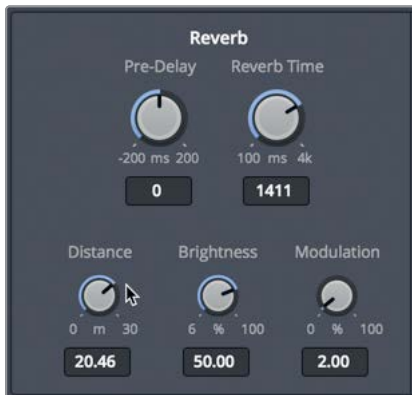 Reverb
Pre-Delay Reverb Time
-200 ms 200 100 ms 4k
0 1411
Distance Brightness Modulation
0 m 30 6 % 100 0 % 100
20.46 50.00 2.00